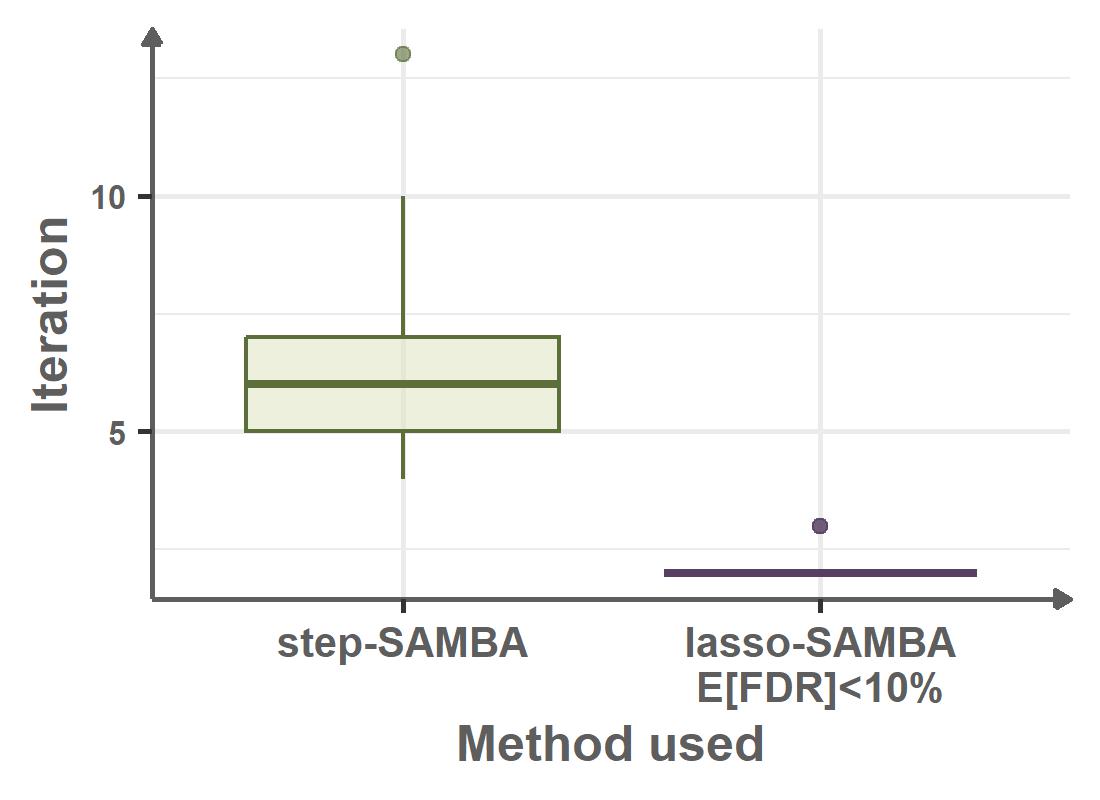 Iteration
10
5
step-SAMBA
lasso-SAMBA
E[FDR]<10%
Method used